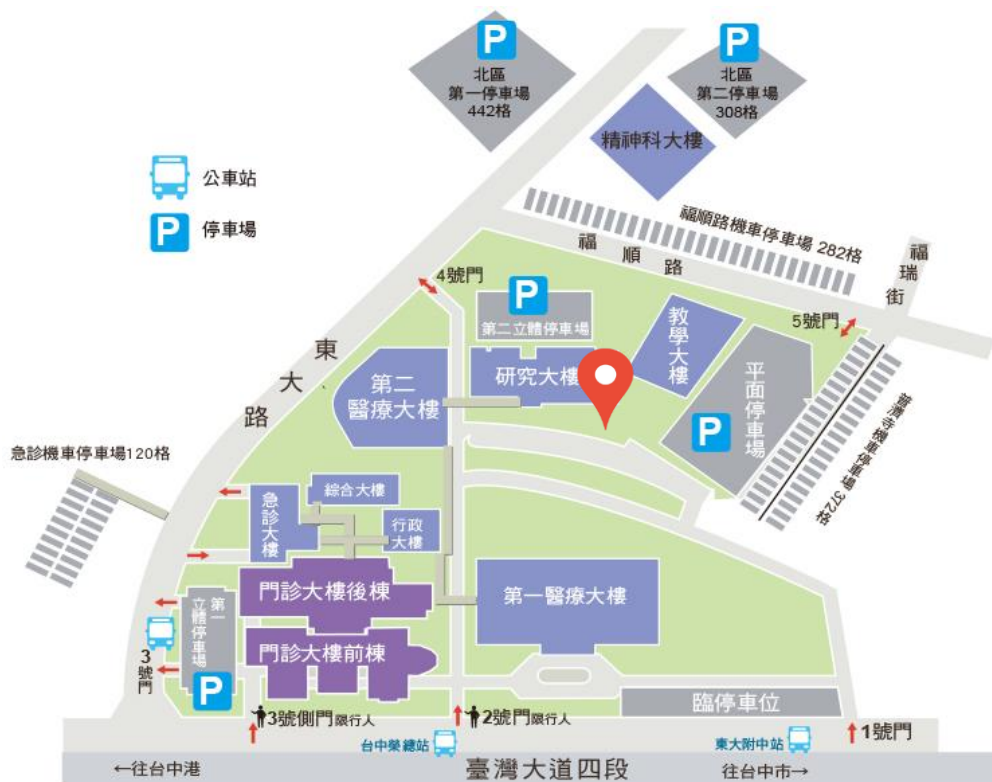 P
北區
第一停車場
442格
P
北區
第二停車場
308格
精神科大樓
公車站
P
停車場
福順路機車停車場 282格
福順路
福瑞街
4號門
5號門
P
第二立體停車場
教學大樓
研究大樓
平面停車場
P
普濟寺機車停車場 372格
東大路
第二
醫療大樓
急診機車停車場120格
綜合大樓
急診大樓
行政
大樓
門診大樓後棟
第一醫療大樓
第一
立體停車場
P
門診大樓前棟
3號門
臨停車位
3號側門限行人
2號門限行人
1號門
台中榮總站
東大附中站
←往台中港
臺灣大道四段
往台中市→